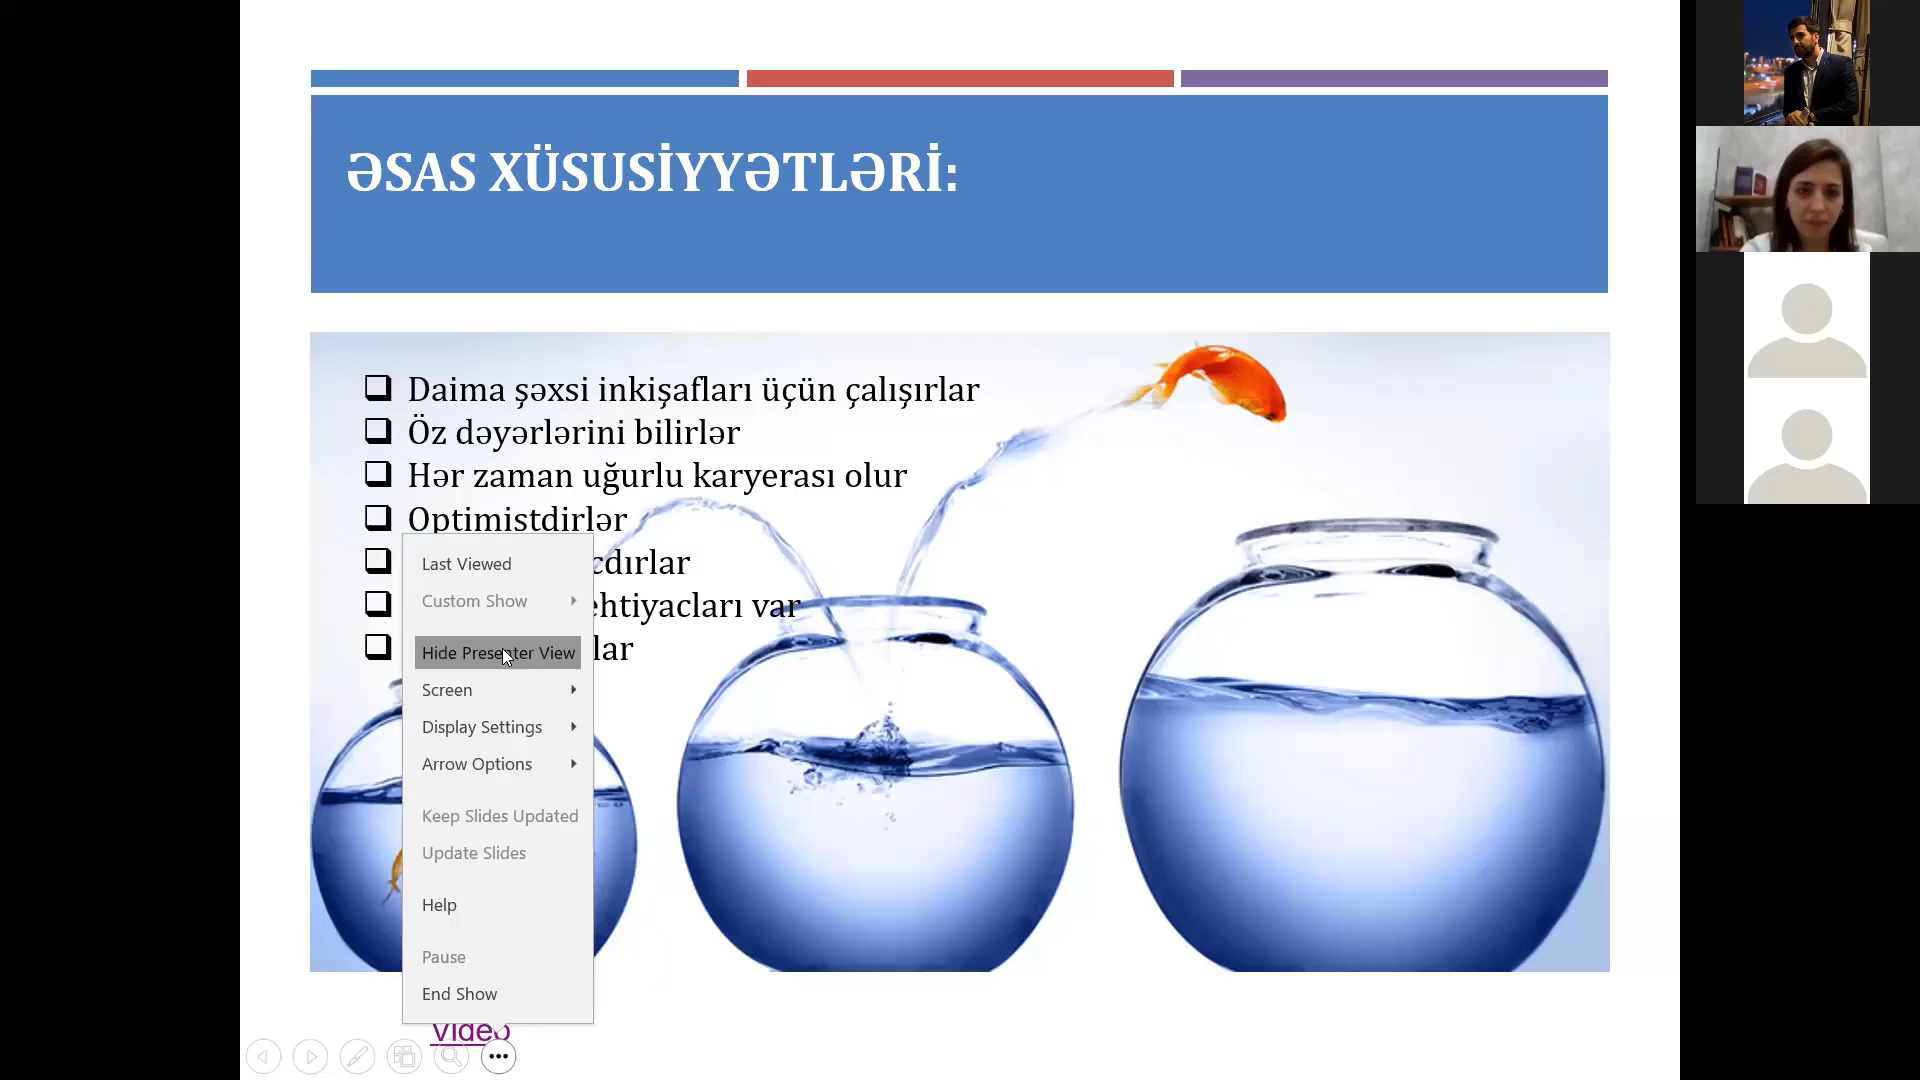 ƏSAS XÜSUSİYYƏTLƏRİ:
Daima şəxsi inkişafları üçün çalışırlar
Öz dəyərlərini bilirlər
Hər zaman uğurlu karyerası olur
Optimistdirlər
ehtiyacları var
Last Viewed
Custom Show
Hide Presenter View
Screen
Display Settings
Arrow Options
Keep Slides Updated
Update Slides
Help
Pause
End Show
video